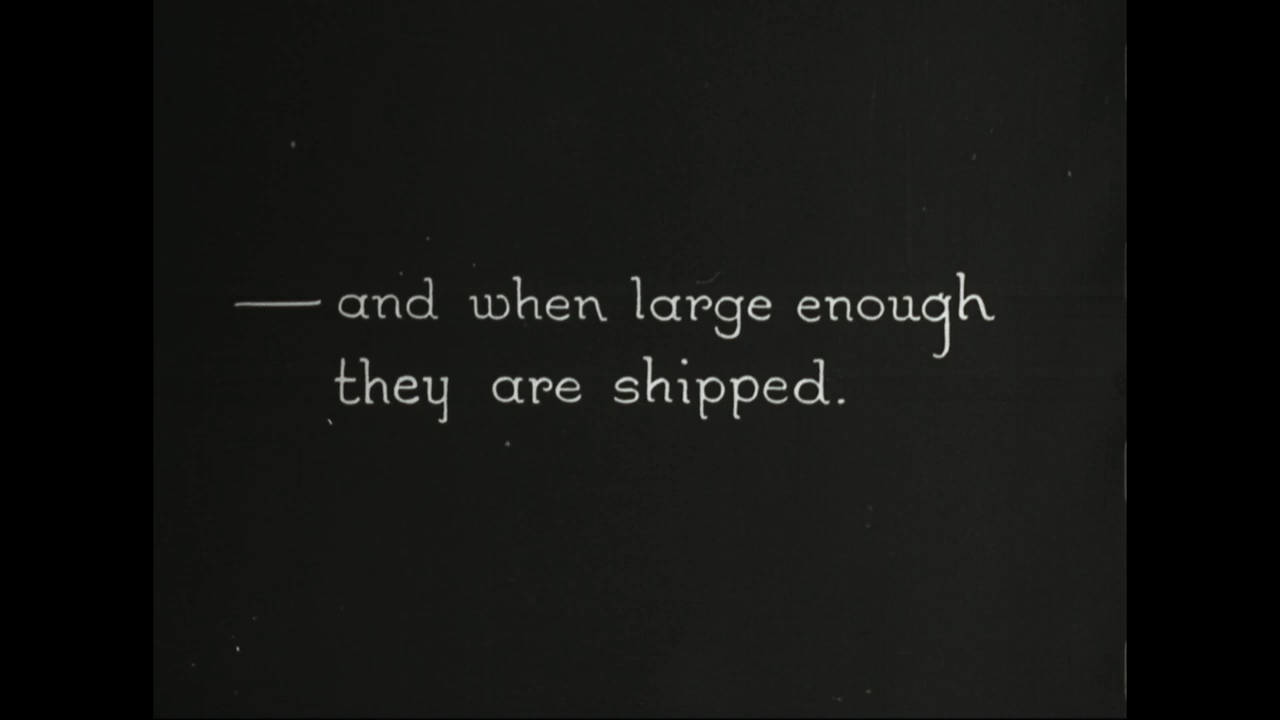 — and when large enough
they are shipped.